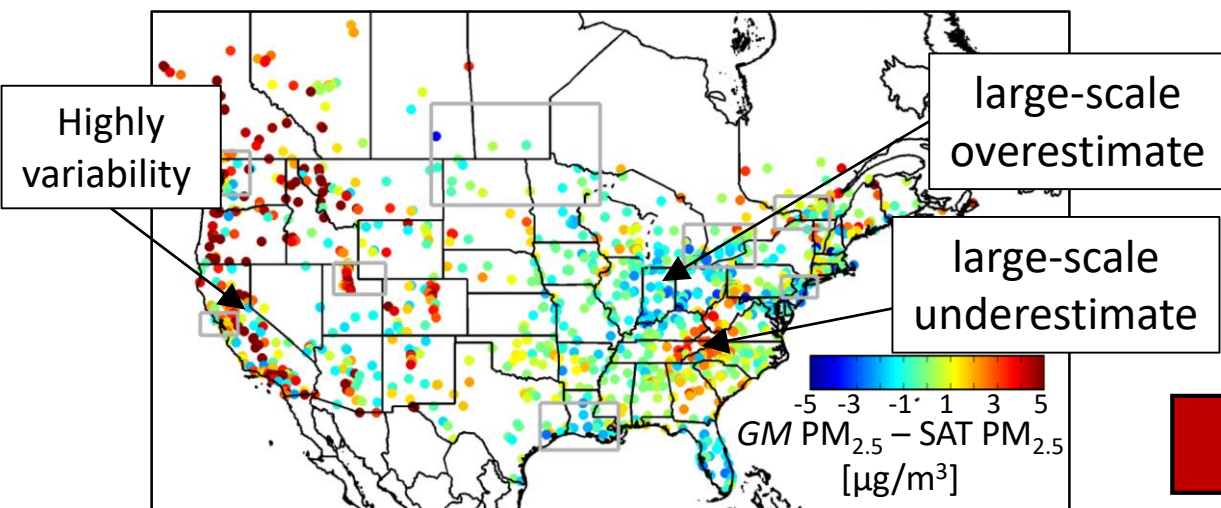 Highly
variability
large-scale
overestimate
large-scale
underestimate
-5 -3 -1 1 3 5
GM PM2.5 – SAT PM2.5
[µg/m³]